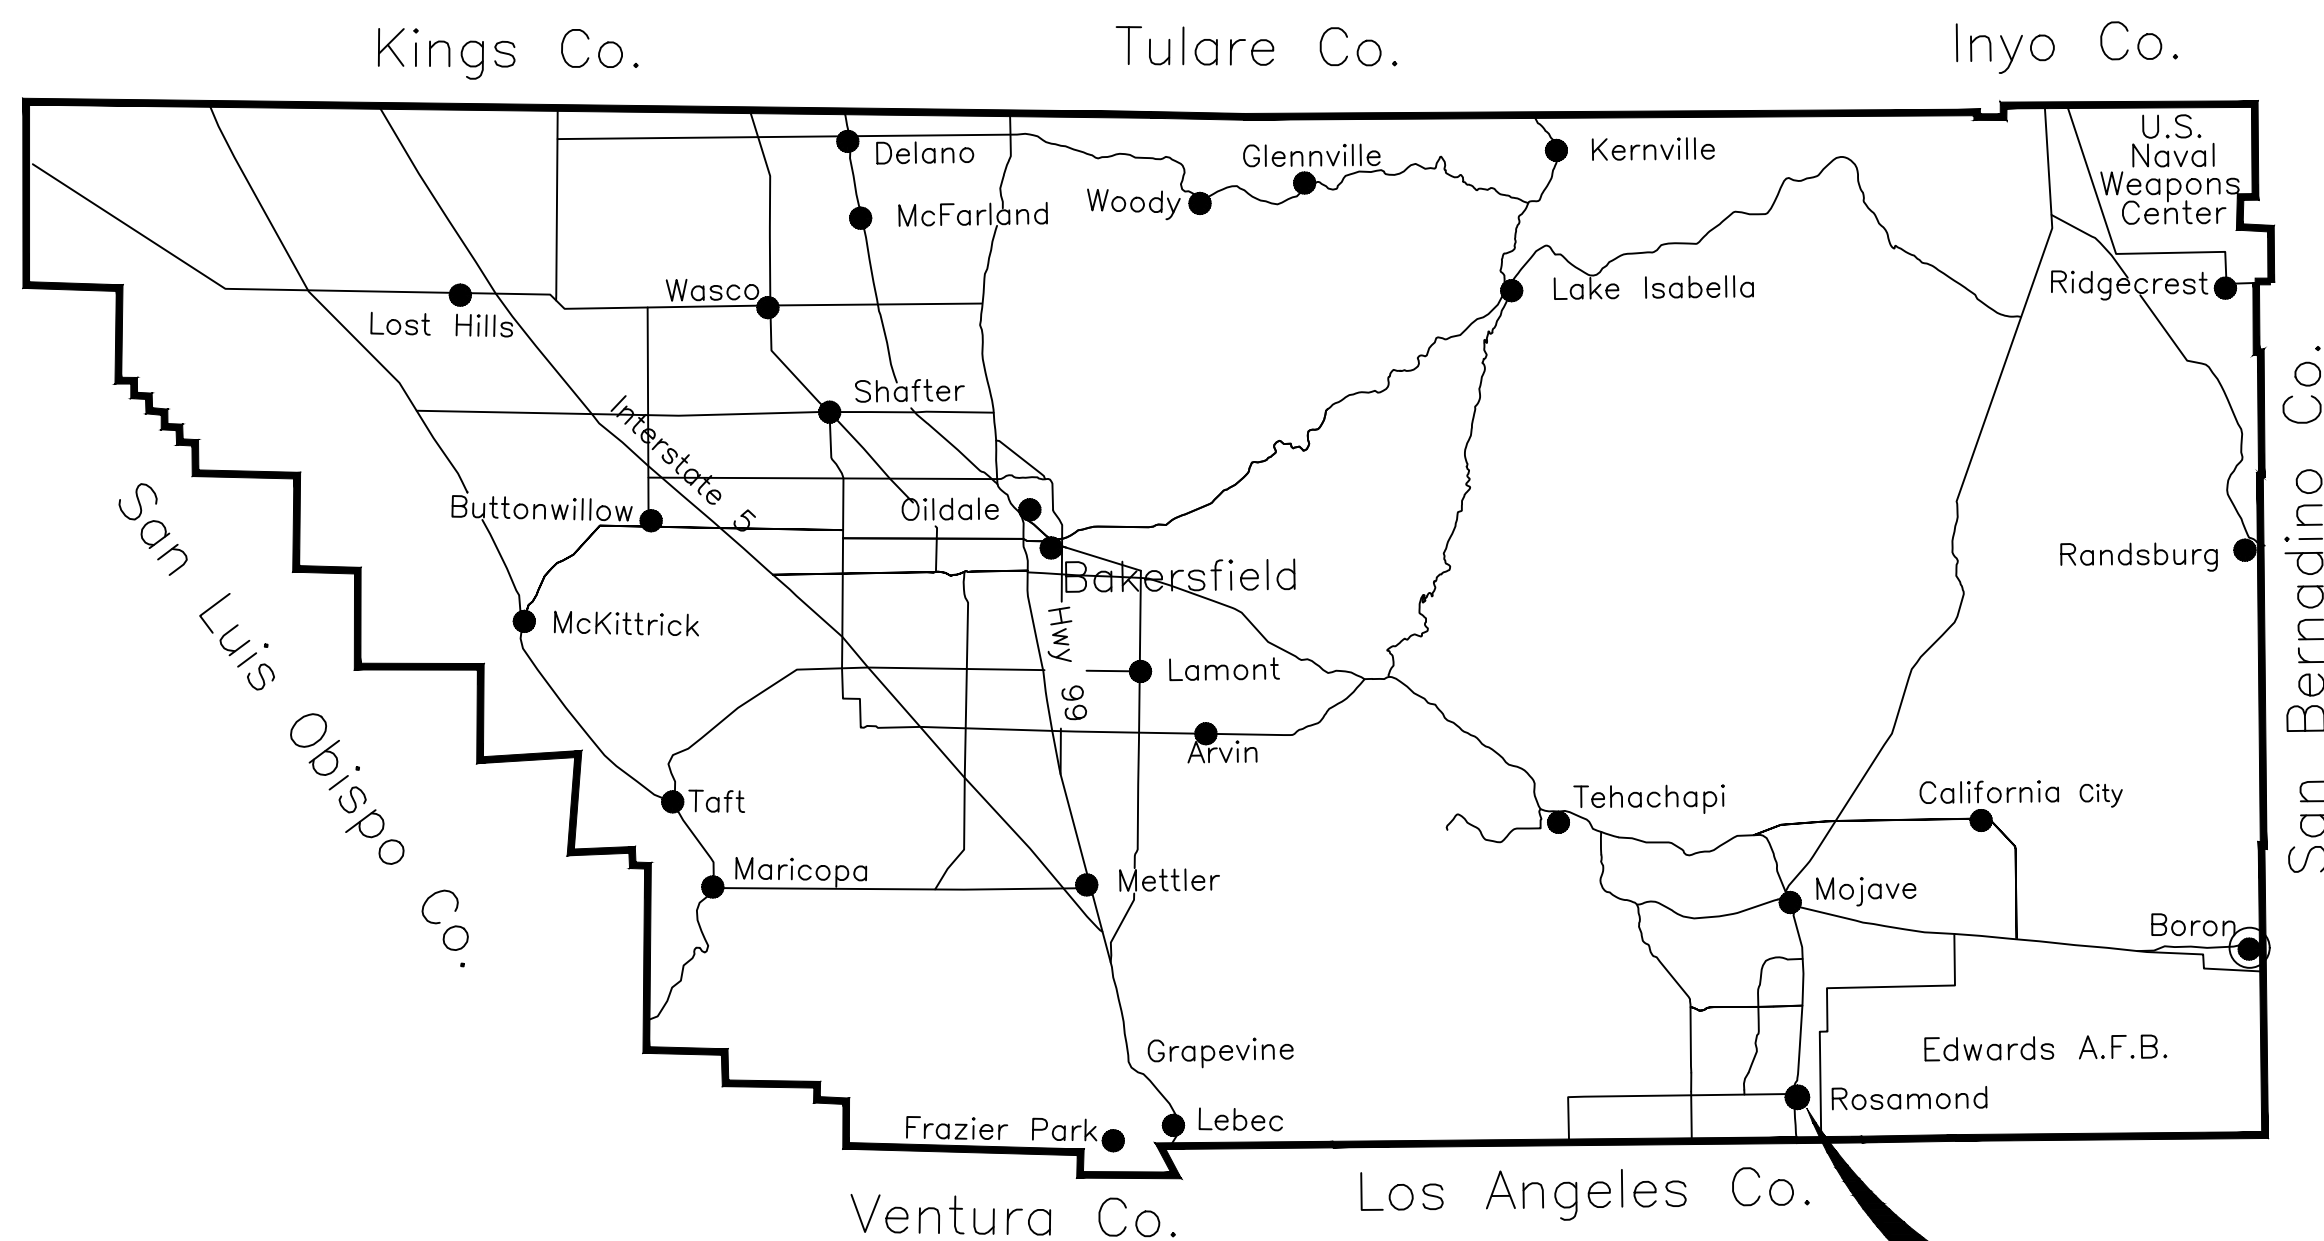 Kings Co.
Tulare Co.
Inyo Co.
U.S.
Naval
Weapons
Center
Delano
Glennville
Kernville
McFarland
Woody
Wasco
Lake Isabella
Ridgecrest
Lost Hills
Shafter
Interstate 5
Buttonwillow
Oildale
Bakersfield
Randsburg
McKittrick
Hwy 99
Lamont
Arvin
San Luis Obispo Co.
San Bernadino Co.
Taft
Tehachapi
California City
Maricopa
Mettler
Mojave
Boron
Grapevine
Edwards A.F.B.
Rosamond
Frazier Park
Lebec
Ventura Co.
Los Angeles Co.